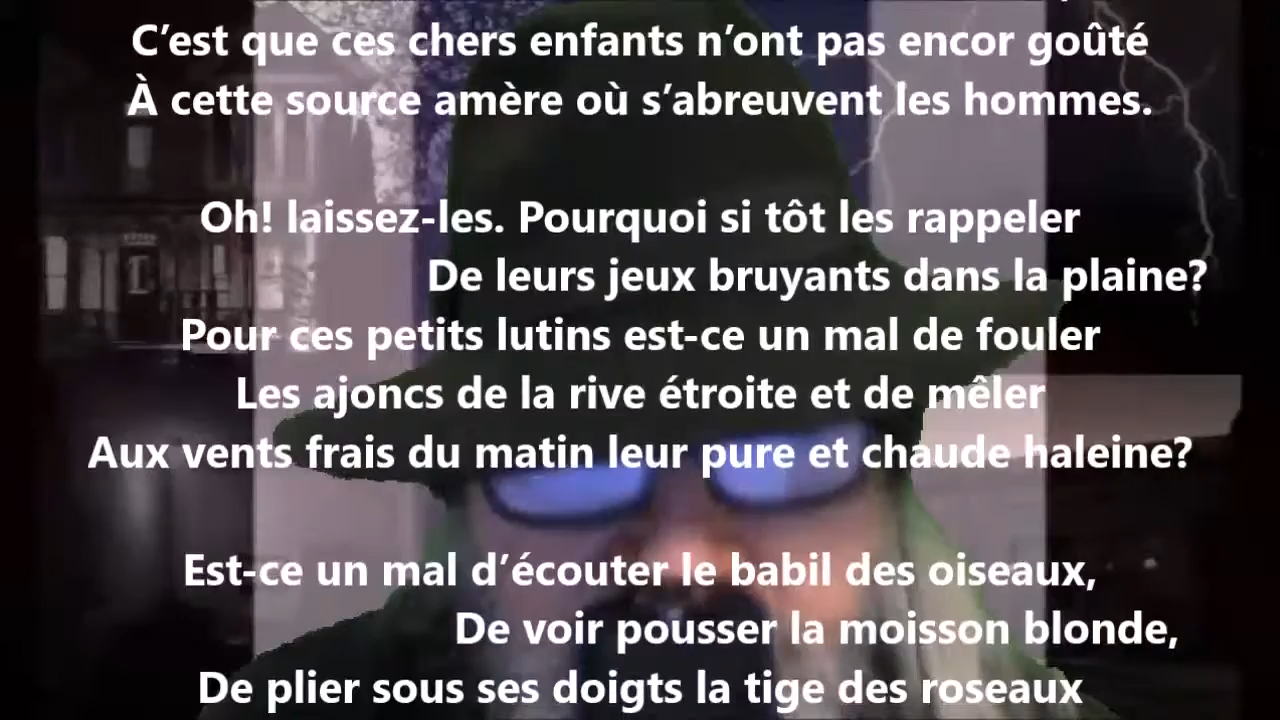 C’est que ces chers enfants n’ont pas encor goûté
À cette source amère où s’abreuvent les hommes.
Oh! laissez-les. Pourquoi si tôt les rappeler
De leurs jeux bruyants dans la plaine?
Pour ces petits lutins est-ce un mal de fouler
Les ajoncs de la rive étroite et de mêler
Aux vents frais du matin leur pure et chaude haleine?
Est-ce un mal d’écouter le babil des oiseaux,
De voir pousser la moisson blonde,
De plier sous ses doigts la tige des roseaux